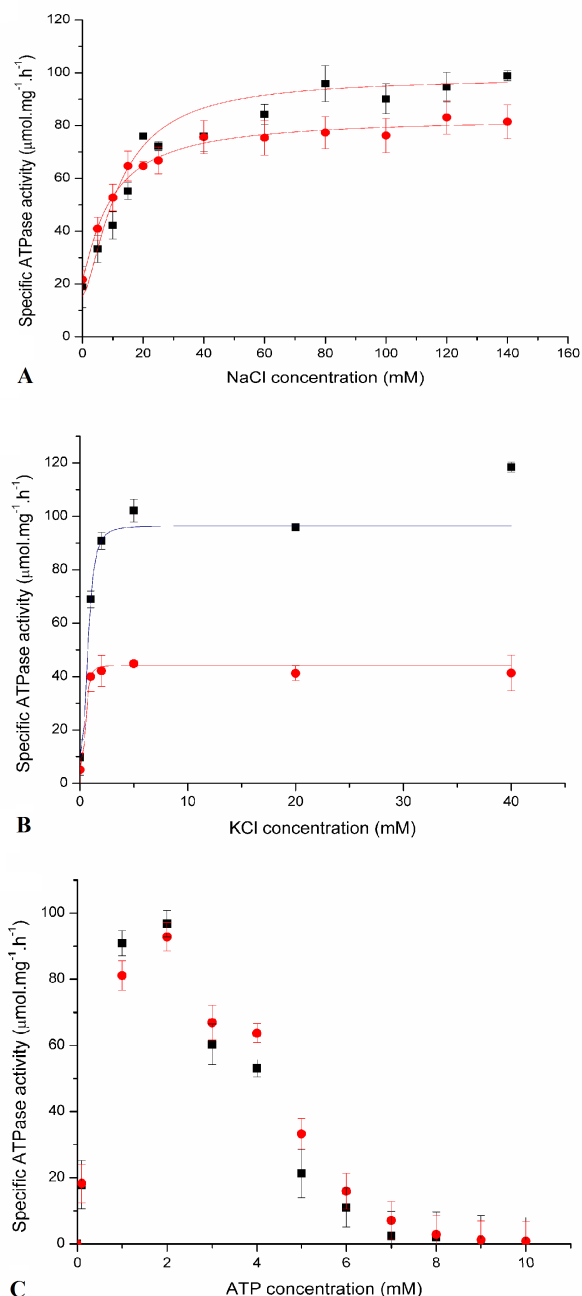 120
100
80
60
40
20
0
Specific ATPase activity (μmol.mg⁻¹.h⁻¹)
0 20 40 60 80 100 120 140 160
A
NaCl concentration (mM)
120
100
80
60
40
20
0
Specific ATPase activity (μmol.mg⁻¹.h⁻¹)
0 10 20 30 40
B
KCl concentration (mM)
100
80
60
40
20
0
Specific ATPase activity (μmol.mg⁻¹.h⁻¹)
0 2 4 6 8 10
C
ATP concentration (mM)